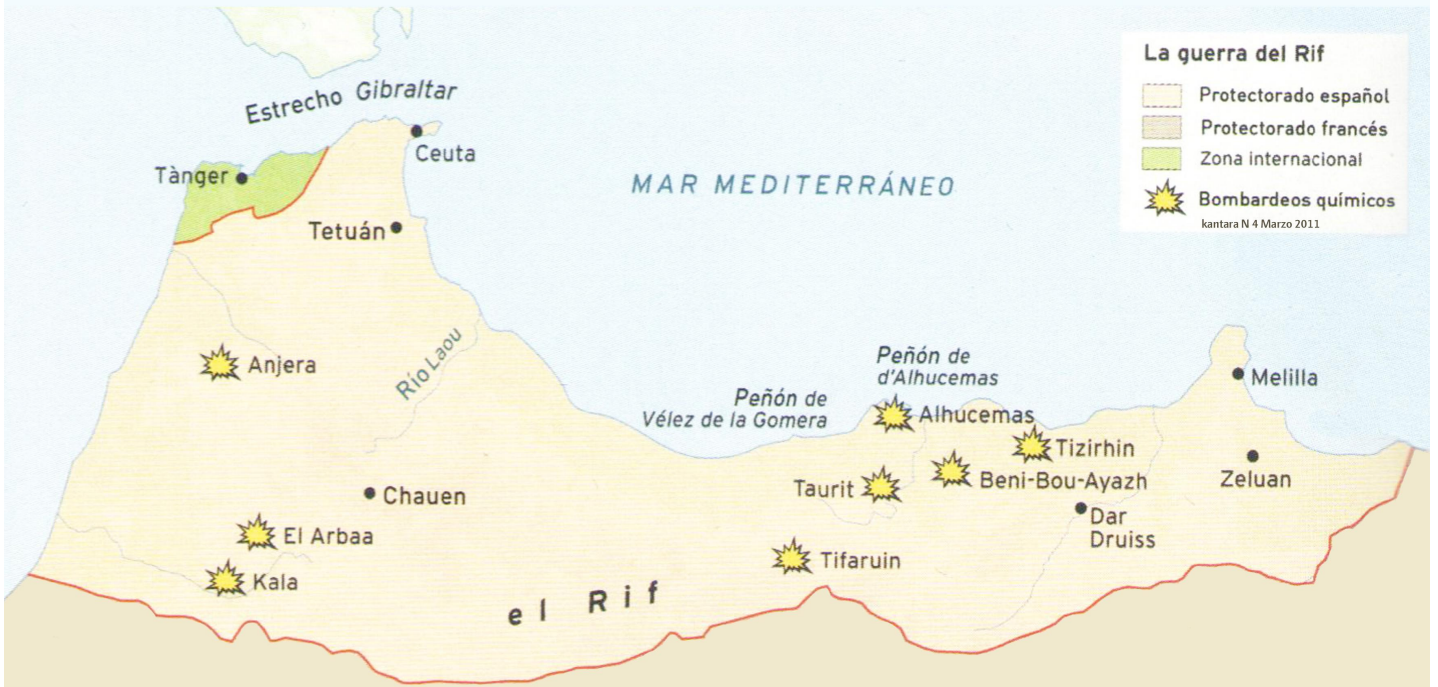 La guerra del Rif
Protectorado español
Protectorado francés
Zona internacional
Bombardeos químicos
kantara N 4 Marzo 2011
Estrecho Gibraltar
Ceuta
Tànger
MAR MEDITERRÁNEO
Tetuán
Río Laou
Anjera
Peñón de
d'Alhucemas
Peñón de
Vélez de la Gomera
Melilla
Alhucemas
Tizirhin
Zeluan
Taurit
Beni-Bou-Ayazh
Chauen
Dar
Druiss
El Arbaa
Tifaruin
Kala
el Rif